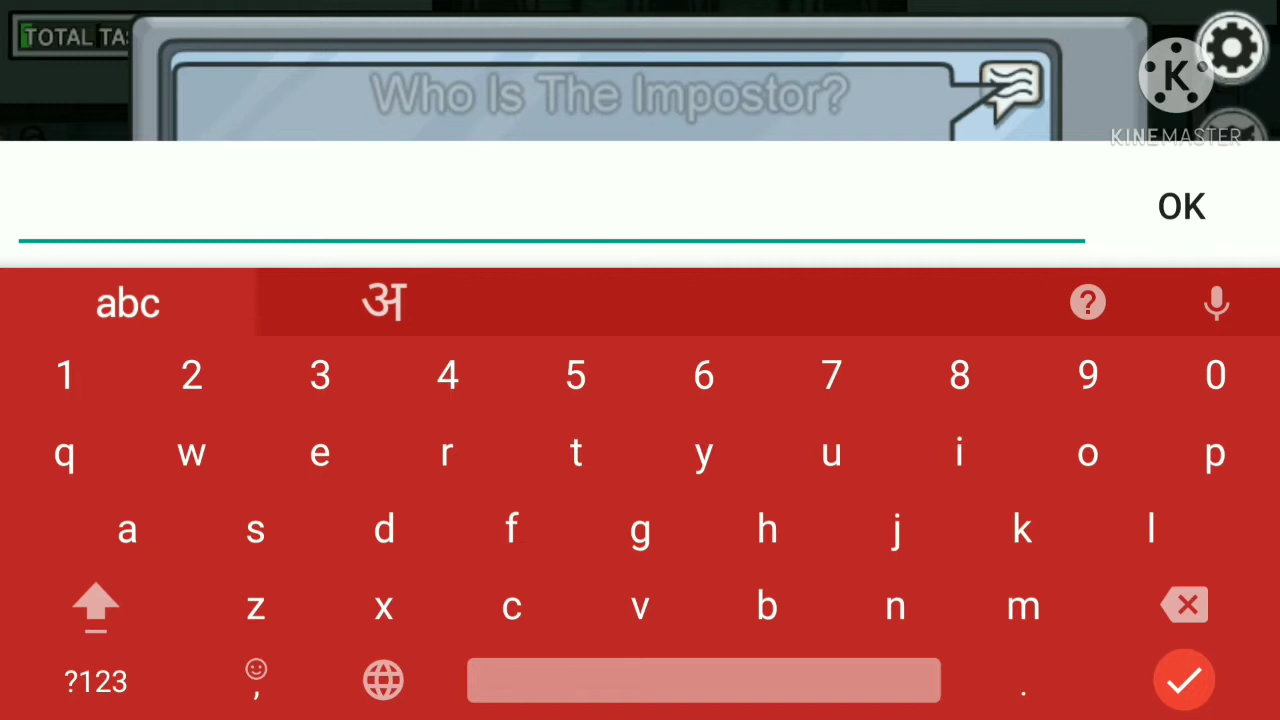 TOTAL TA
Who Is The Impostor?
K
KINEMASTER
OK
abc
अ
?
1 2 3 4 5 6 7 8 9 0
q w e r t y u i o p
a s d f g h j k l
z x c v b n m
?123 , .